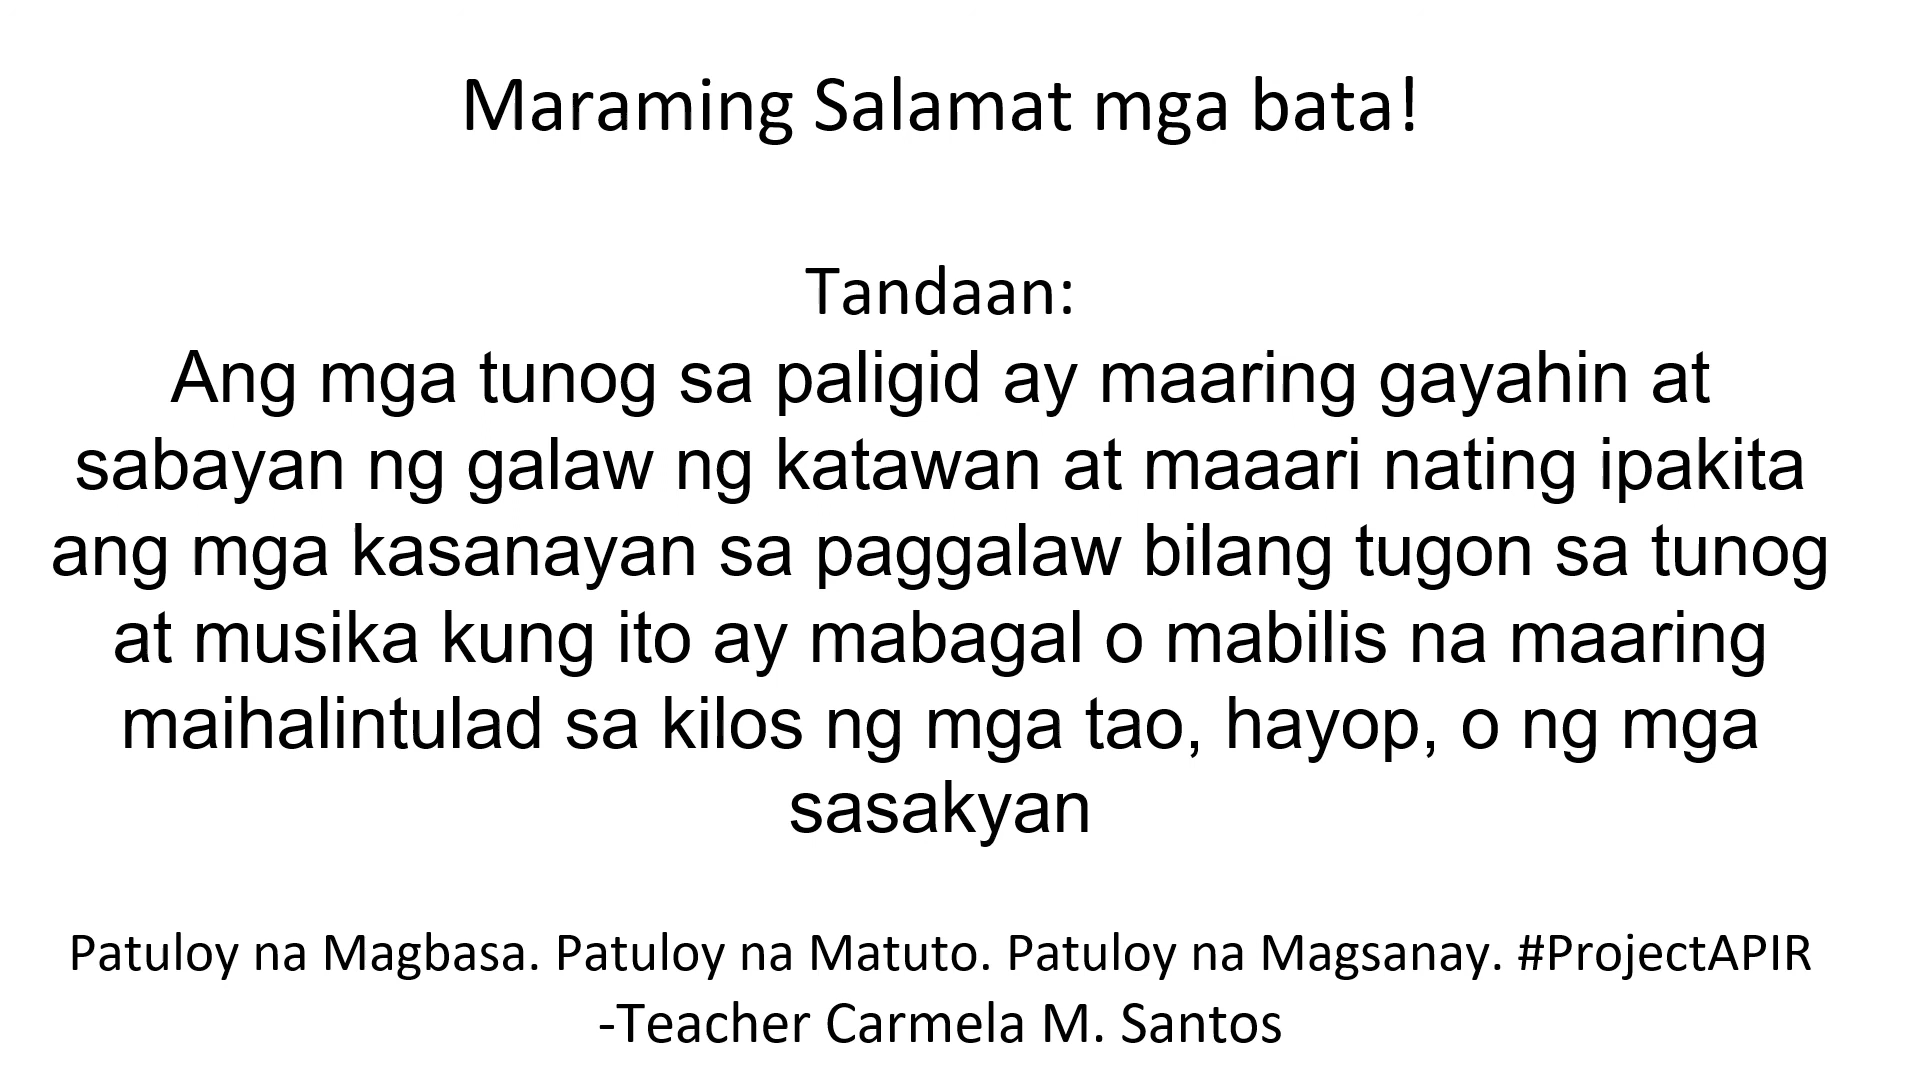 Maraming Salamat mga bata!
Tandaan:
Ang mga tunog sa paligid ay maaring gayahin at
sabayan ng galaw ng katawan at maaari nating ipakita
ang mga kasanayan sa paggalaw bilang tugon sa tunog
at musika kung ito ay mabagal o mabilis na maaring
maihalintulad sa kilos ng mga tao, hayop, o ng mga
sasakyan
Patuloy na Magbasa. Patuloy na Matuto. Patuloy na Magsanay. #ProjectAPIR
-Teacher Carmela M. Santos